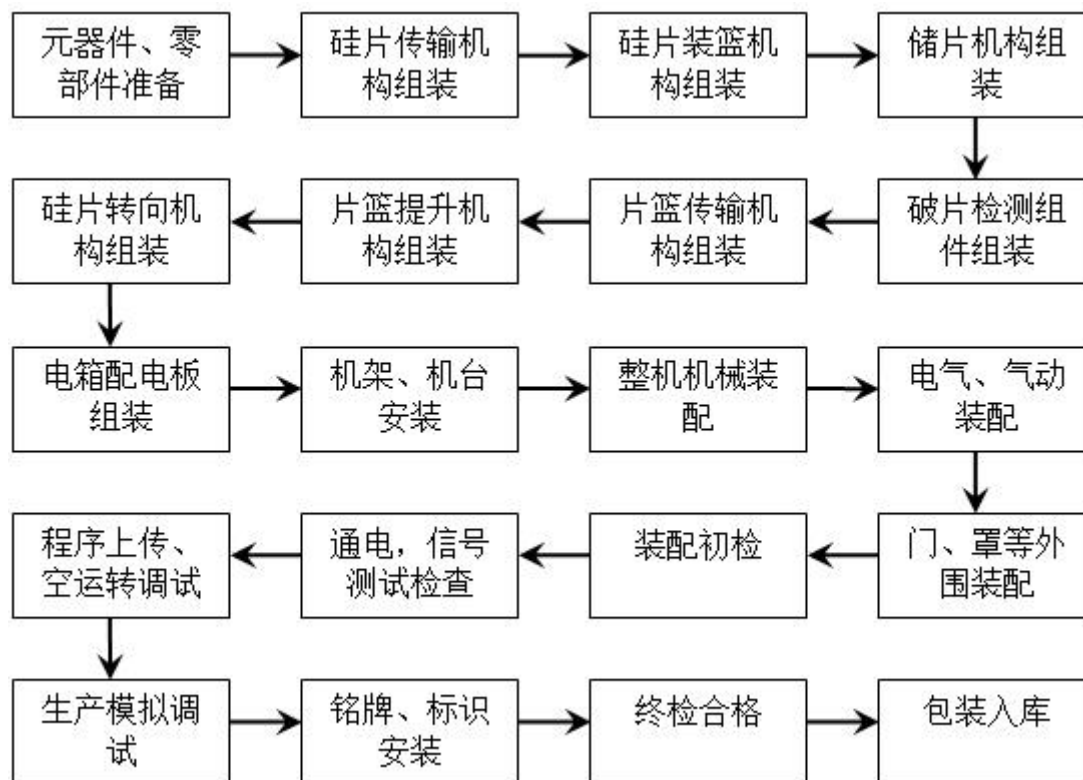 元器件、零
部件准备
硅片传输机
构组装
硅片装篮机
构组装
储片机构组
装
破片检测组
件组装
片篮传输机
构组装
片篮提升机
构组装
硅片转向机
构组装
电箱配电板
组装
机架、机台
安装
整机机械装
配
电气、气动
装配
门、罩等外
围装配
装配初检
通电，信号
测试检查
程序上传、
空运转调试
生产模拟调
试
铭牌、标识
安装
终检合格
包装入库